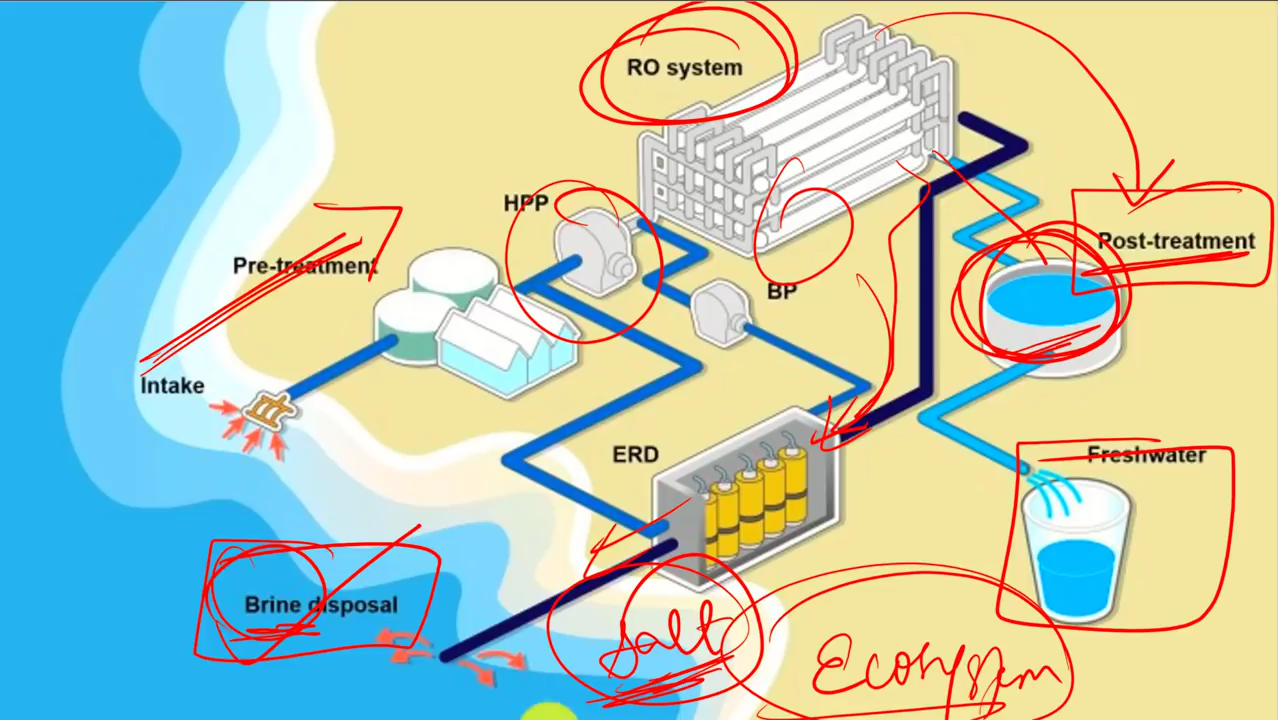 RO system
HPP
Pre-treatment
Post-treatment
BP
Intake
ERD
Freshwater
Brine disposal
Salt
Ecosystem